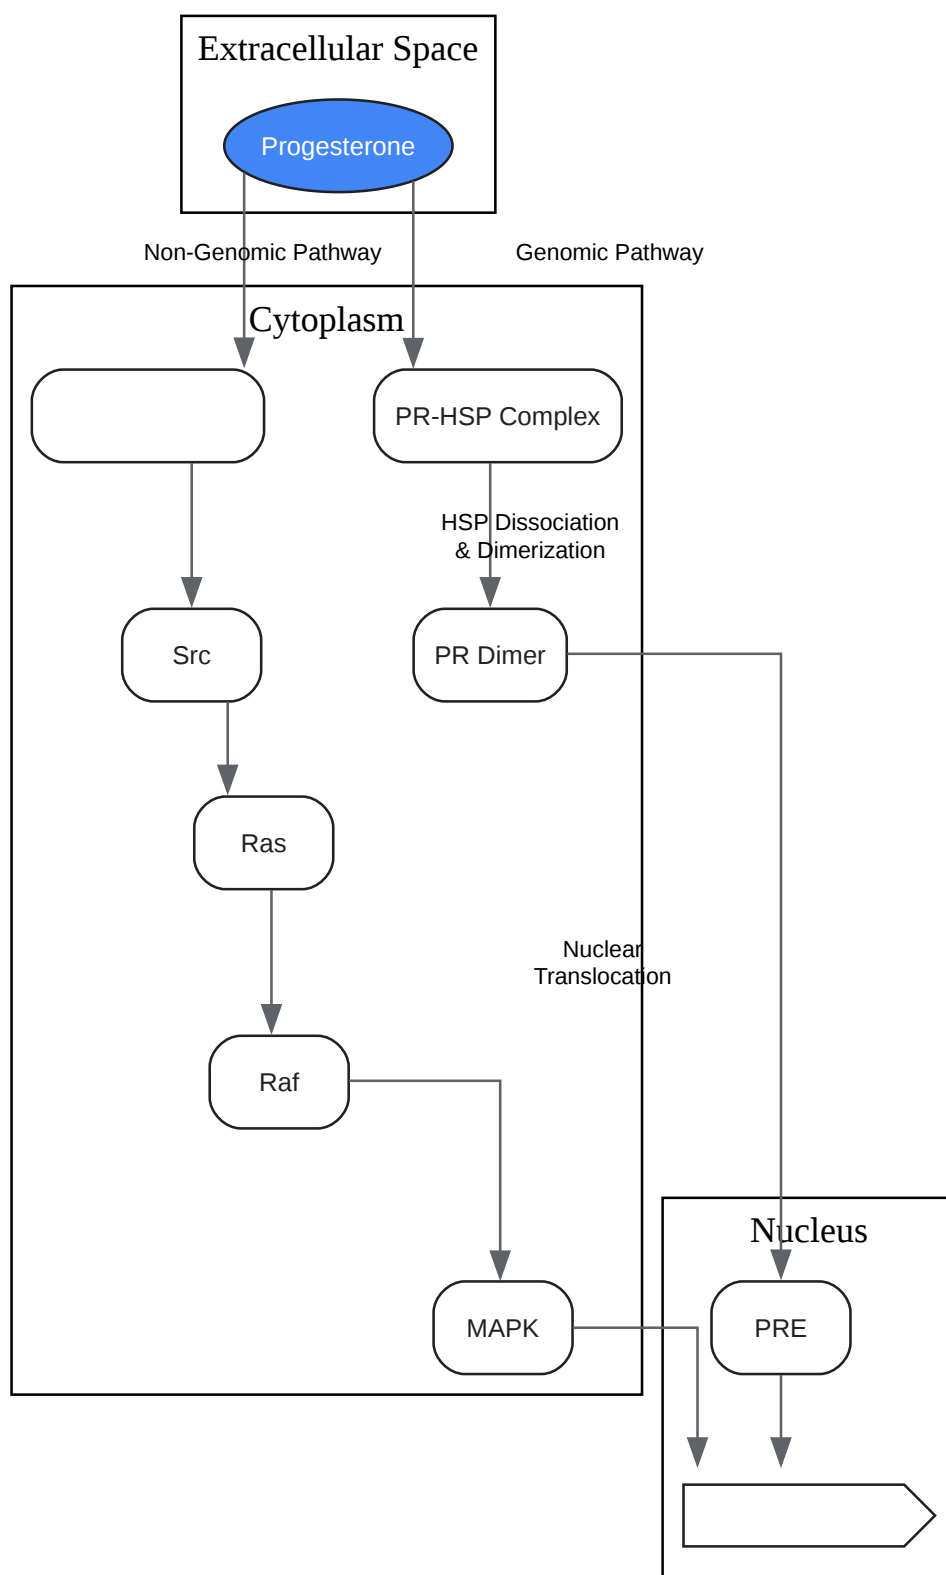 Extracellular Space
Progesterone
Non-Genomic Pathway
Genomic Pathway
Cytoplasm
PR-HSP Complex
HSP Dissociation
& Dimerization
Src
PR Dimer
Ras
Nuclear
Translocation
Raf
Nucleus
MAPK
PRE